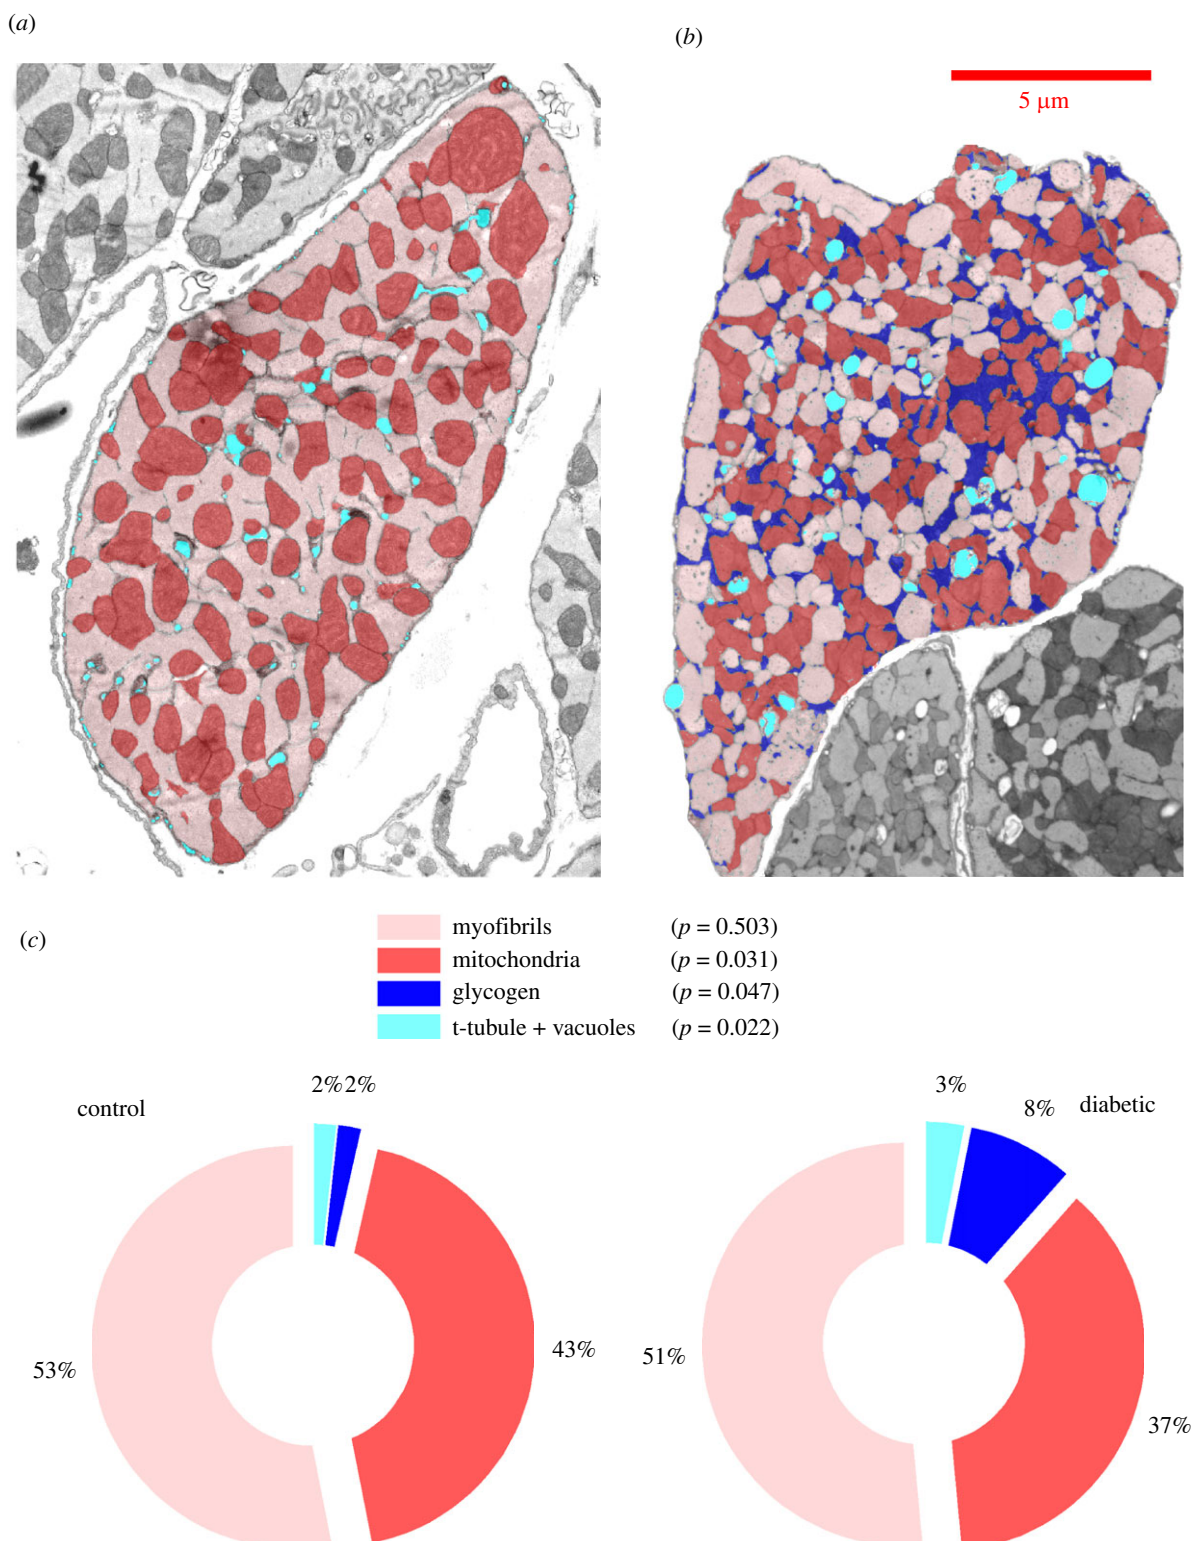 (a)
(b)
5 μm
(c)
myofibrils (p = 0.503)
mitochondria (p = 0.031)
glycogen (p = 0.047)
t-tubule + vacuoles (p = 0.022)
control
2% 2%
53%
43%
3%
8%
diabetic
51%
37%